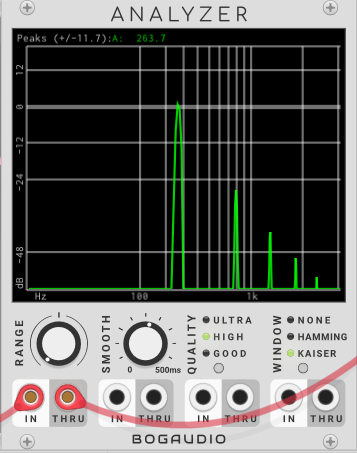 ANALYZER
Peaks (+/-11.7):A: 263.7
12
0
-12
-24
-48
dB
Hz 100 1k
RANGE
SMOOTH
0 500ms
QUALITY
ULTRA
HIGH
GOOD
WINDOW
NONE
HAMMING
KAISER
IN THRU IN THRU IN THRU IN THRU
BOGAUDIO